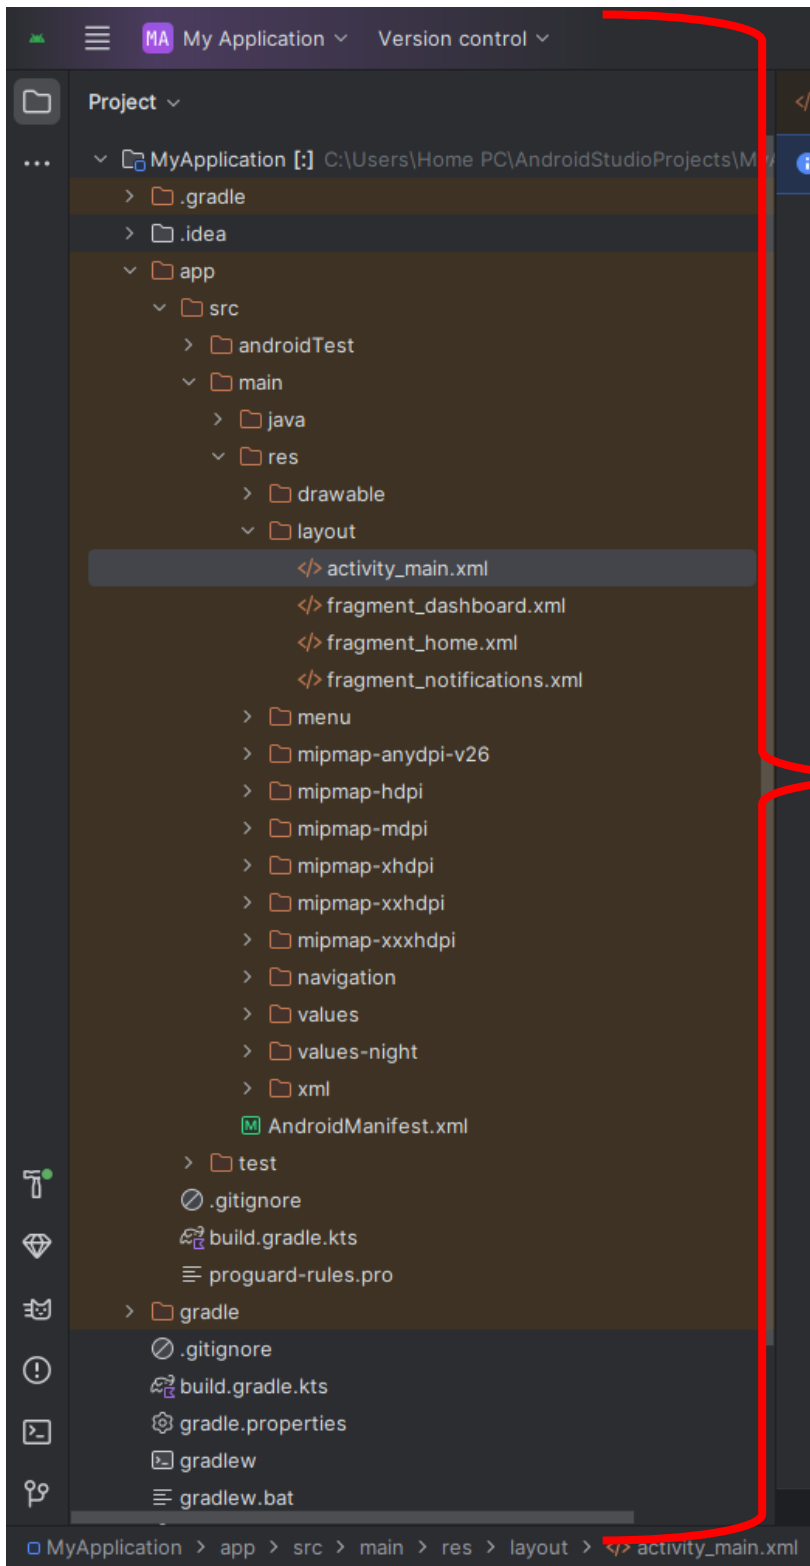 MA My Application Version control
Project
MyApplication [:] C:\Users\Home PC\AndroidStudioProjects\MyA
.gradle
.idea
app
src
androidTest
main
java
res
drawable
layout
</> activity_main.xml
</> fragment_dashboard.xml
</> fragment_home.xml
</> fragment_notifications.xml
menu
mipmap-anydpi-v26
mipmap-hdpi
mipmap-mdpi
mipmap-xhdpi
mipmap-xxhdpi
mipmap-xxxhdpi
navigation
values
values-night
xml
M AndroidManifest.xml
test
.gitignore
build.gradle.kts
proguard-rules.pro
gradle
.gitignore
build.gradle.kts
gradle.properties
gradlew
gradlew.bat
MyApplication > app > src > main > res > layout > </> activity_main.xml